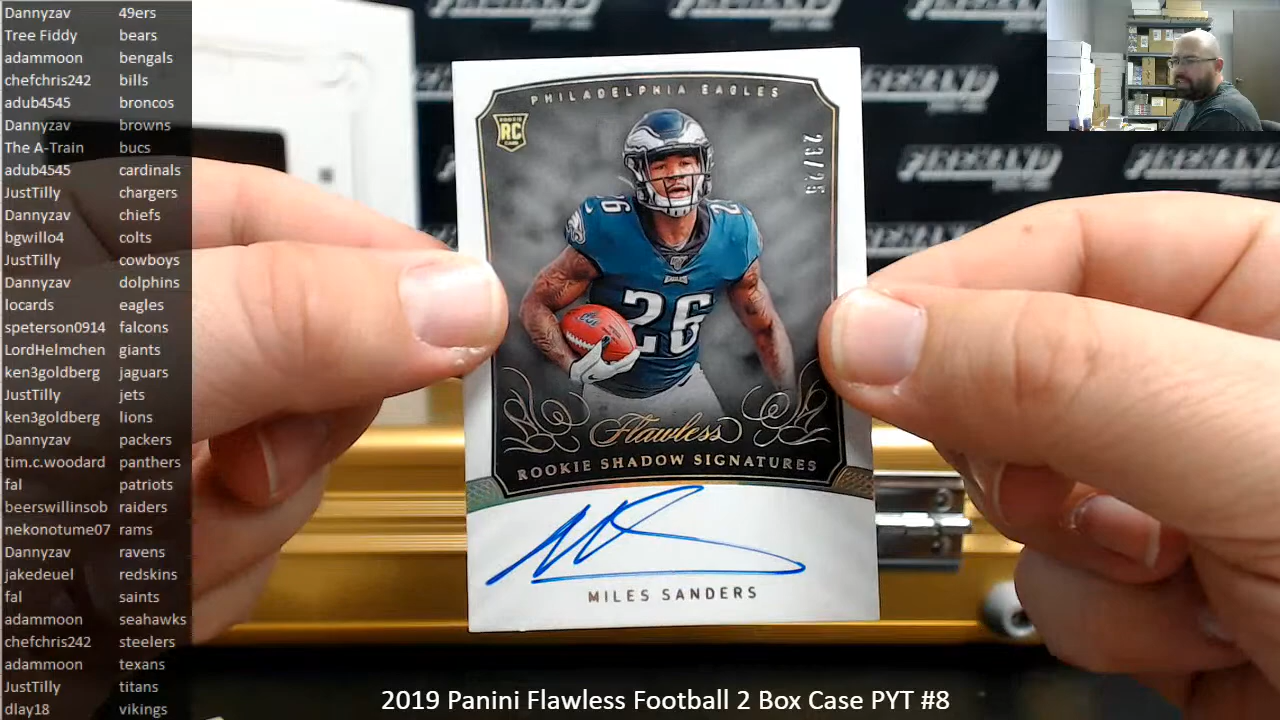 Dannyzav 49ers
Tree Fiddy bears
adammoon bengals
chefchris242 bills
adub4545 broncos
Dannyzav browns
The A-Train bucs
adub4545 cardinals
JustTilly chargers
Dannyzav chiefs
bgwillo4 colts
JustTilly cowboys
Dannyzav dolphins
locards eagles
speterson0914 falcons
LordHelmchen giants
ken3goldberg jaguars
JustTilly jets
ken3goldberg lions
Dannyzav packers
tim.c.woodard panthers
fal patriots
beerswillinsob raiders
nekonotume07 rams
Dannyzav ravens
jakedeuel redskins
fal saints
adammoon seahawks
chefchris242 steelers
adammoon texans
JustTilly titans
dlay18 vikings
PHILADELPHIA EAGLES
ROOKIE
RC
CARD
23/25
26
26
EAGLES
Flawless
ROOKIE SHADOW SIGNATURES
MILES SANDERS
2019 Panini Flawless Football 2 Box Case PYT #8